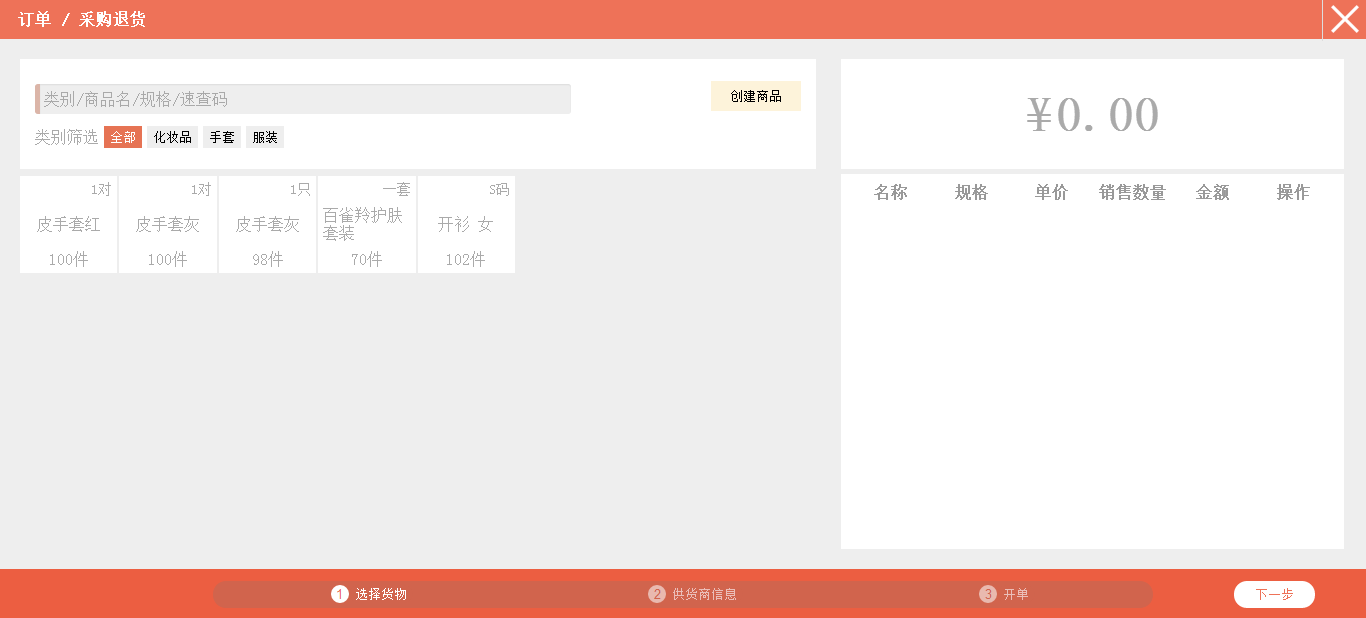 订单 / 采购退货
类别/商品名/规格/速查码
创建商品
类别筛选 全部 化妆品 手套 服装
1对
皮手套红
100件
1对
皮手套灰
100件
1只
皮手套灰
98件
一套
百雀羚护肤
套装
70件
S码
开衫 女
102件
¥0.00
名称 规格 单价 销售数量 金额 操作
1 选择货物 2 供货商信息 3 开单
下一步